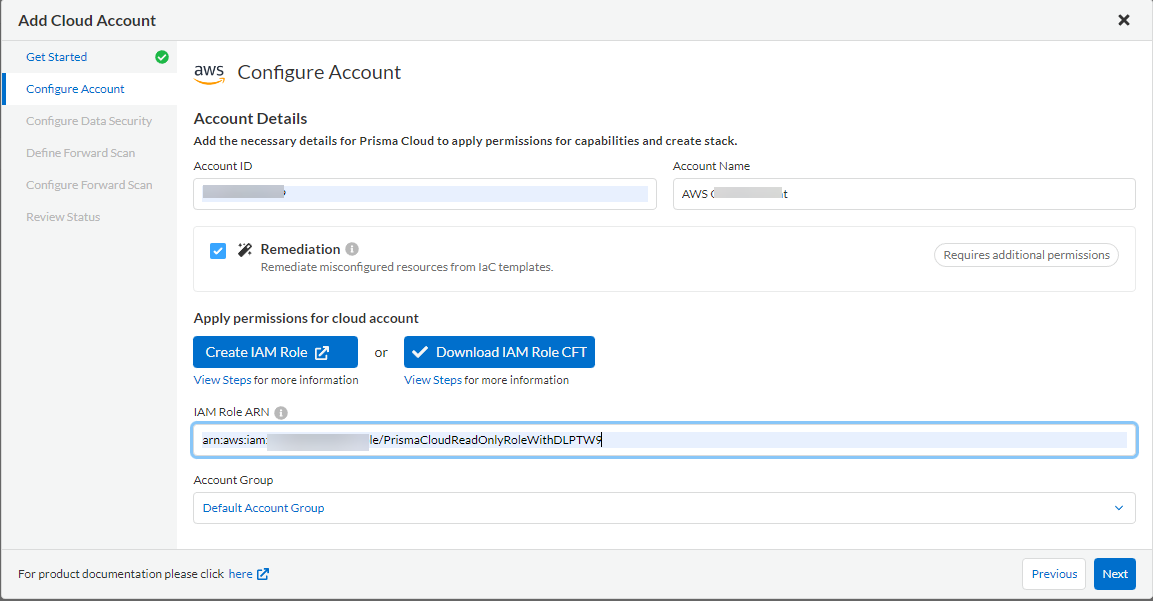 Add Cloud Account
Get Started
Configure Account
Configure Data Security
Define Forward Scan
Configure Forward Scan
Review Status
aws Configure Account
Account Details
Add the necessary details for Prisma Cloud to apply permissions for capabilities and create stack.
Account ID
Account Name
AWS
Remediation
Remediate misconfigured resources from IaC templates.
Requires additional permissions
Apply permissions for cloud account
Create IAM Role or Download IAM Role CFT
View Steps for more information
View Steps for more information
IAM Role ARN
arn:aws:iam: le/PrismaCloudReadOnlyRoleWithDLPTW9
Account Group
Default Account Group
For product documentation please click here
Previous
Next